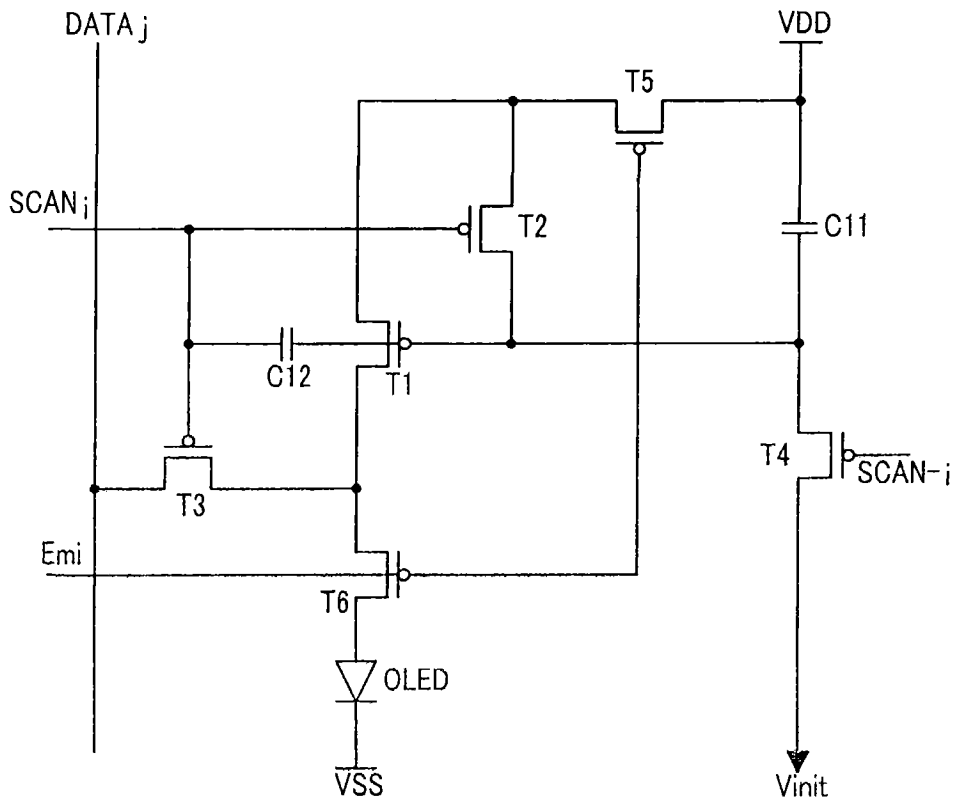 DATA j
VDD
T5
SCAN i
T2
C11
C12
T1
T4
SCAN-i
T3
Emi
T6
OLED
VSS
Vinit